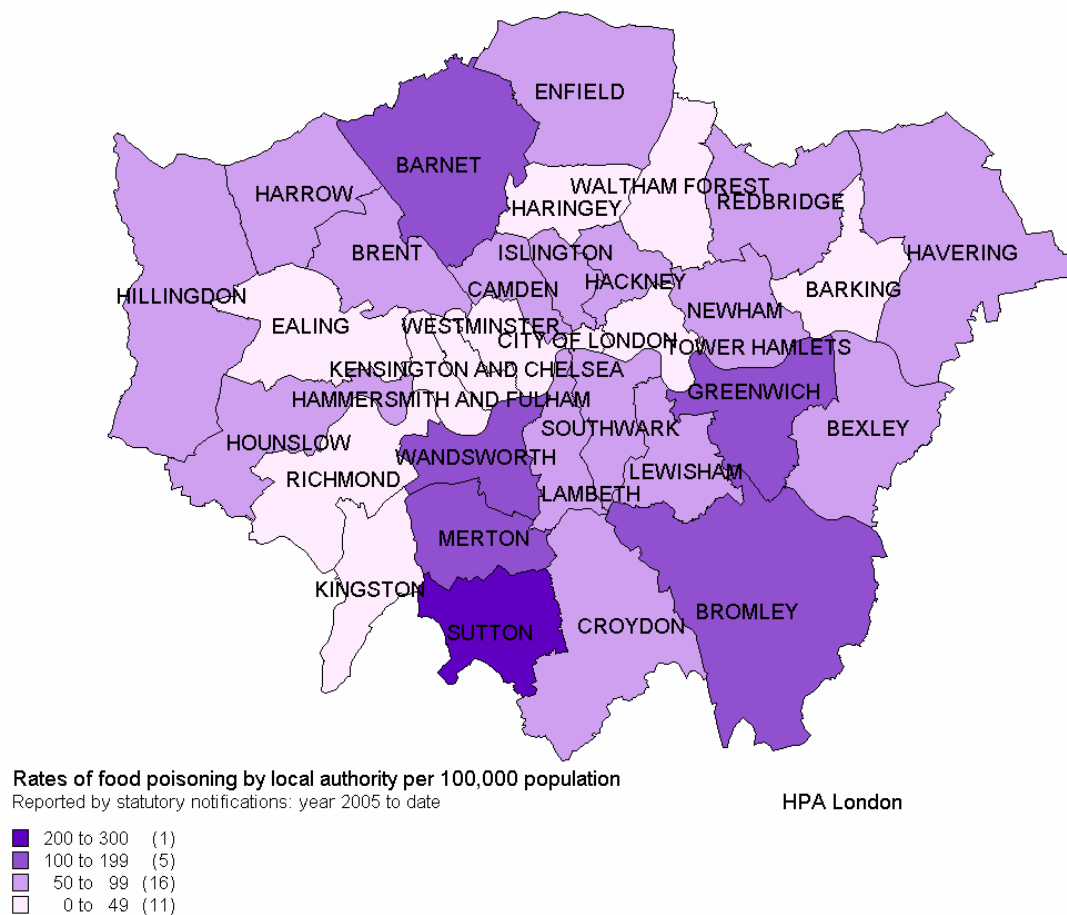 ENFIELD
BARNET
WALTHAM FOREST
HARROW
REDBRIDGE
HARINGEY
BRENT
ISLINGTON
HAVERING
HACKNEY
CAMDEN
BARKING
HILLINGDON
NEWHAM
EALING
WESTMINSTER
CITY OF LONDON
TOWER HAMLETS
KENSINGTON AND CHELSEA
GREENWICH
HAMMERSMITH AND FULHAM
SOUTHWARK
BEXLEY
HOUNSLOW
WANDSWORTH
LEWISHAM
RICHMOND
LAMBETH
MERTON
KINGSTON
BROMLEY
SUTTON
CROYDON
Rates of food poisoning by local authority per 100,000 population
Reported by statutory notifications: year 2005 to date
HPA London
200 to 300 (1)
100 to 199 (5)
50 to 99 (16)
0 to 49 (11)